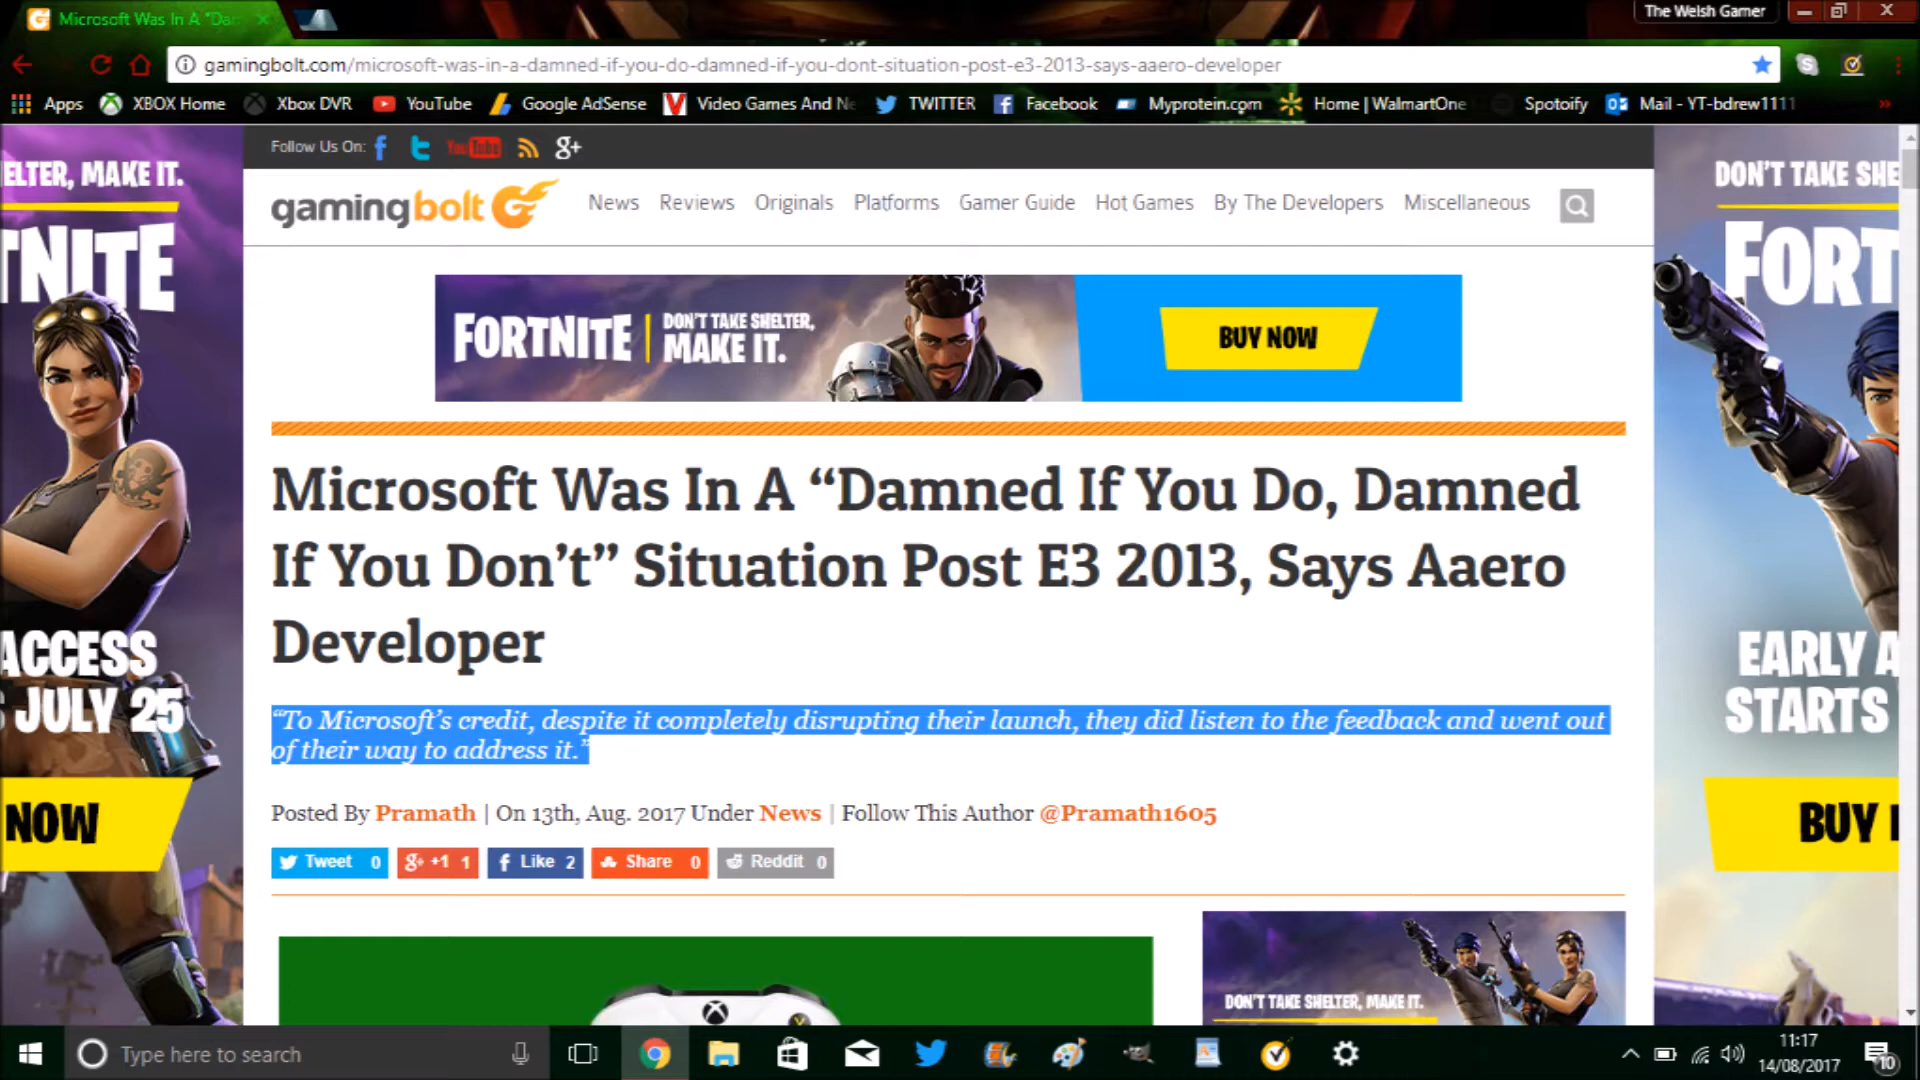 Microsoft Was In A "Dar
The Welsh Gamer
gamingbolt.com/microsoft-was-in-a-damned-if-you-do-damned-if-you-dont-situation-post-e3-2013-says-aaero-developer
Apps XBOX Home Xbox DVR YouTube Google AdSense Video Games And Ne TWITTER Facebook Myprotein.com Home | WalmartOne Spotoify Mail - YT-bdrew1111 »
Follow Us On: YouTube g+
gamingbolt News Reviews Originals Platforms Gamer Guide Hot Games By The Developers Miscellaneous
ELTER, MAKE IT.
TNITE
ACCESS
JULY 25
NOW
FORTNITE
DON'T TAKE SHELTER,
MAKE IT.
BUY NOW
DON'T TAKE SHE
FORT
EARLY A
STARTS
BUY
Microsoft Was In A “Damned If You Do, Damned
If You Don’t” Situation Post E3 2013, Says Aaero
Developer
“To Microsoft’s credit, despite it completely disrupting their launch, they did listen to the feedback and went out
of their way to address it.”
Posted By Pramath | On 13th, Aug. 2017 Under News | Follow This Author @Pramath1605
Tweet 0 g+ +1 1 Like 2 Share 0 Reddit 0
DON'T TAKE SHELTER, MAKE IT.
Type here to search
11:17
14/08/2017
10